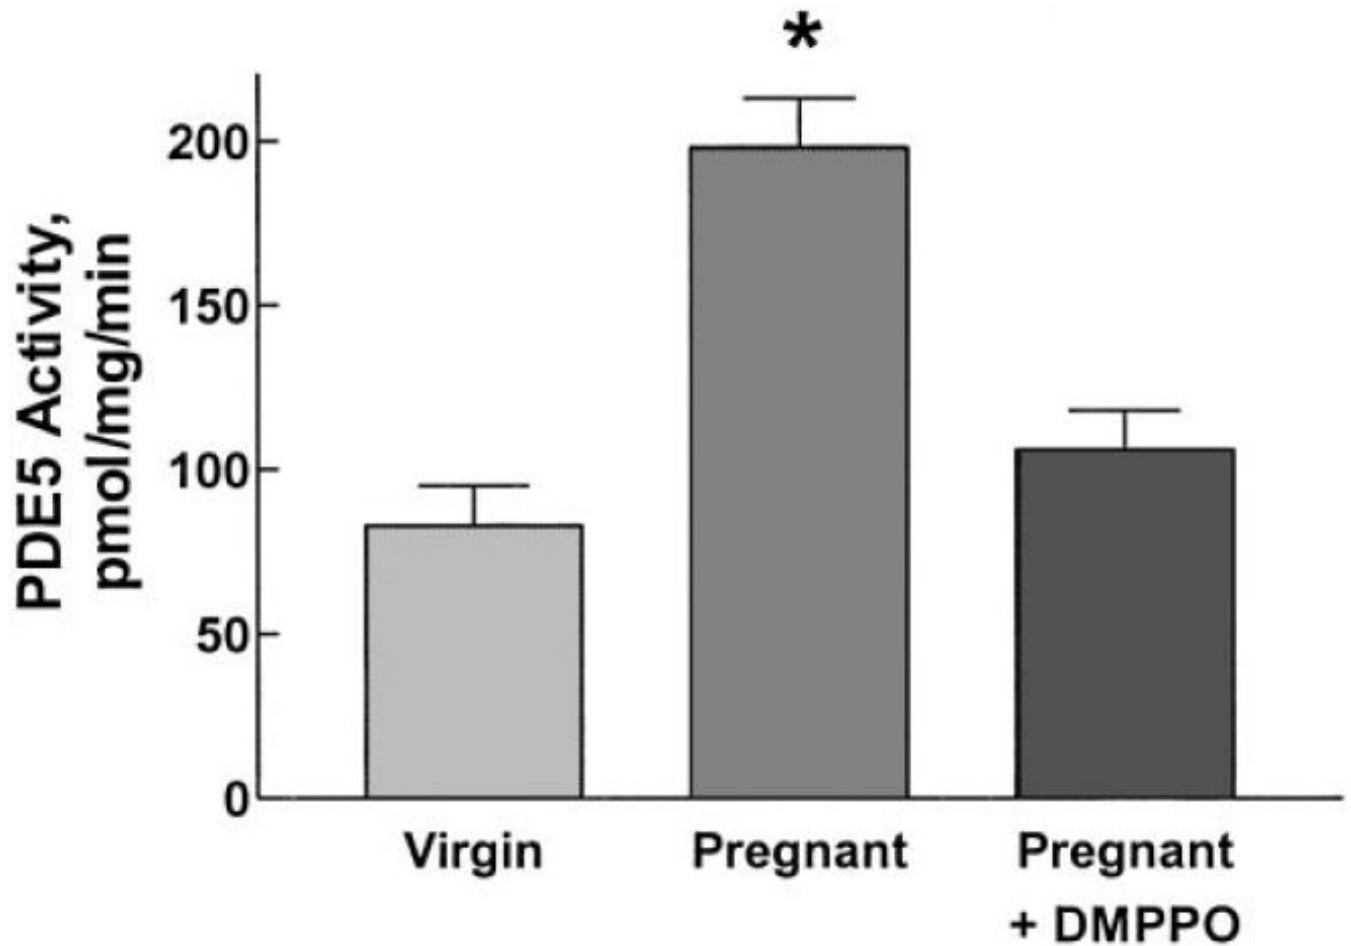 *
PDE5 Activity,
pmol/mg/min
200
150
100
50
0
Virgin
Pregnant
Pregnant
+ DMPPO